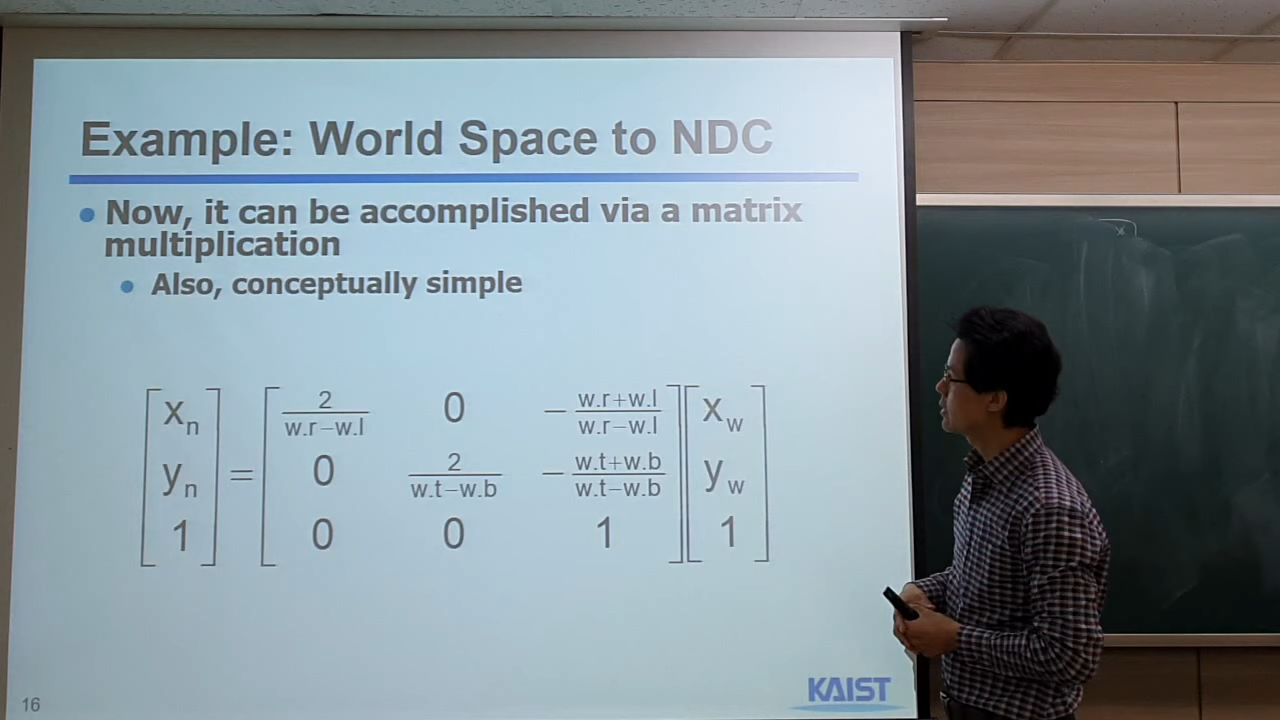 Example: World Space to NDC
• Now, it can be accomplished via a matrix
multiplication
• Also, conceptually simple
[x_n; y_n; 1] = [2/(w.r−w.l) 0 −(w.r+w.l)/(w.r−w.l); 0 2/(w.t−w.b) −(w.t+w.b)/(w.t−w.b); 0 0 1][x_w; y_w; 1]
16
KAIST